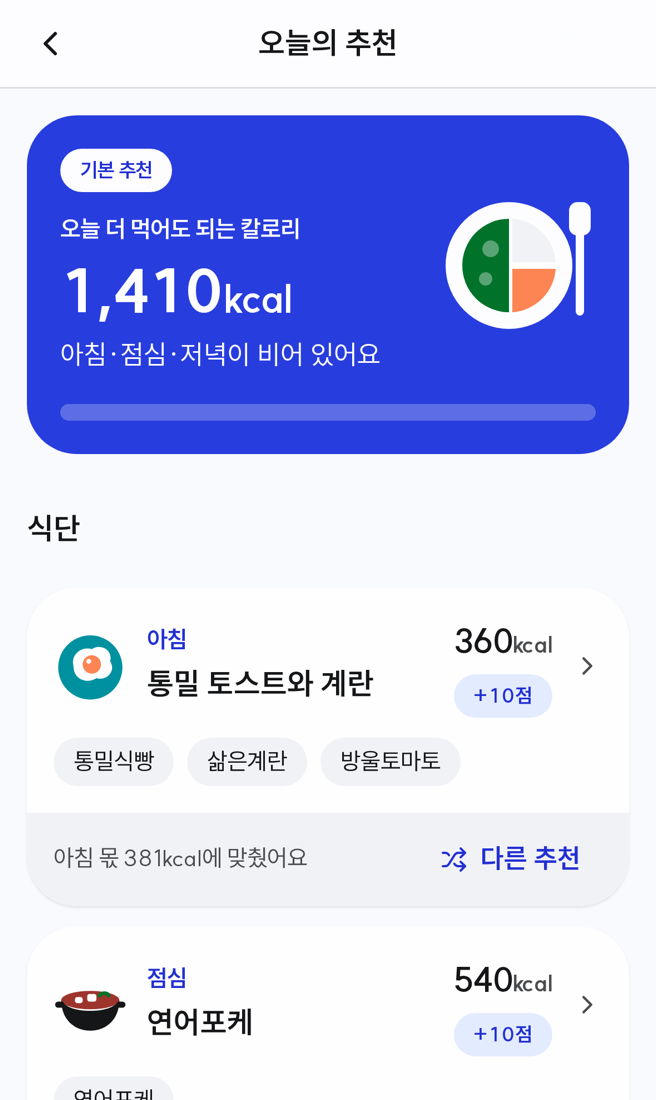 오늘의 추천
기본 추천
오늘 더 먹어도 되는 칼로리
1,410kcal
아침·점심·저녁이 비어 있어요
식단
아침
통밀 토스트와 계란
360kcal
+10점
통밀식빵
삶은계란
방울토마토
아침 몫 381kcal에 맞췄어요
다른 추천
점심
연어포케
540kcal
+10점
연어포케